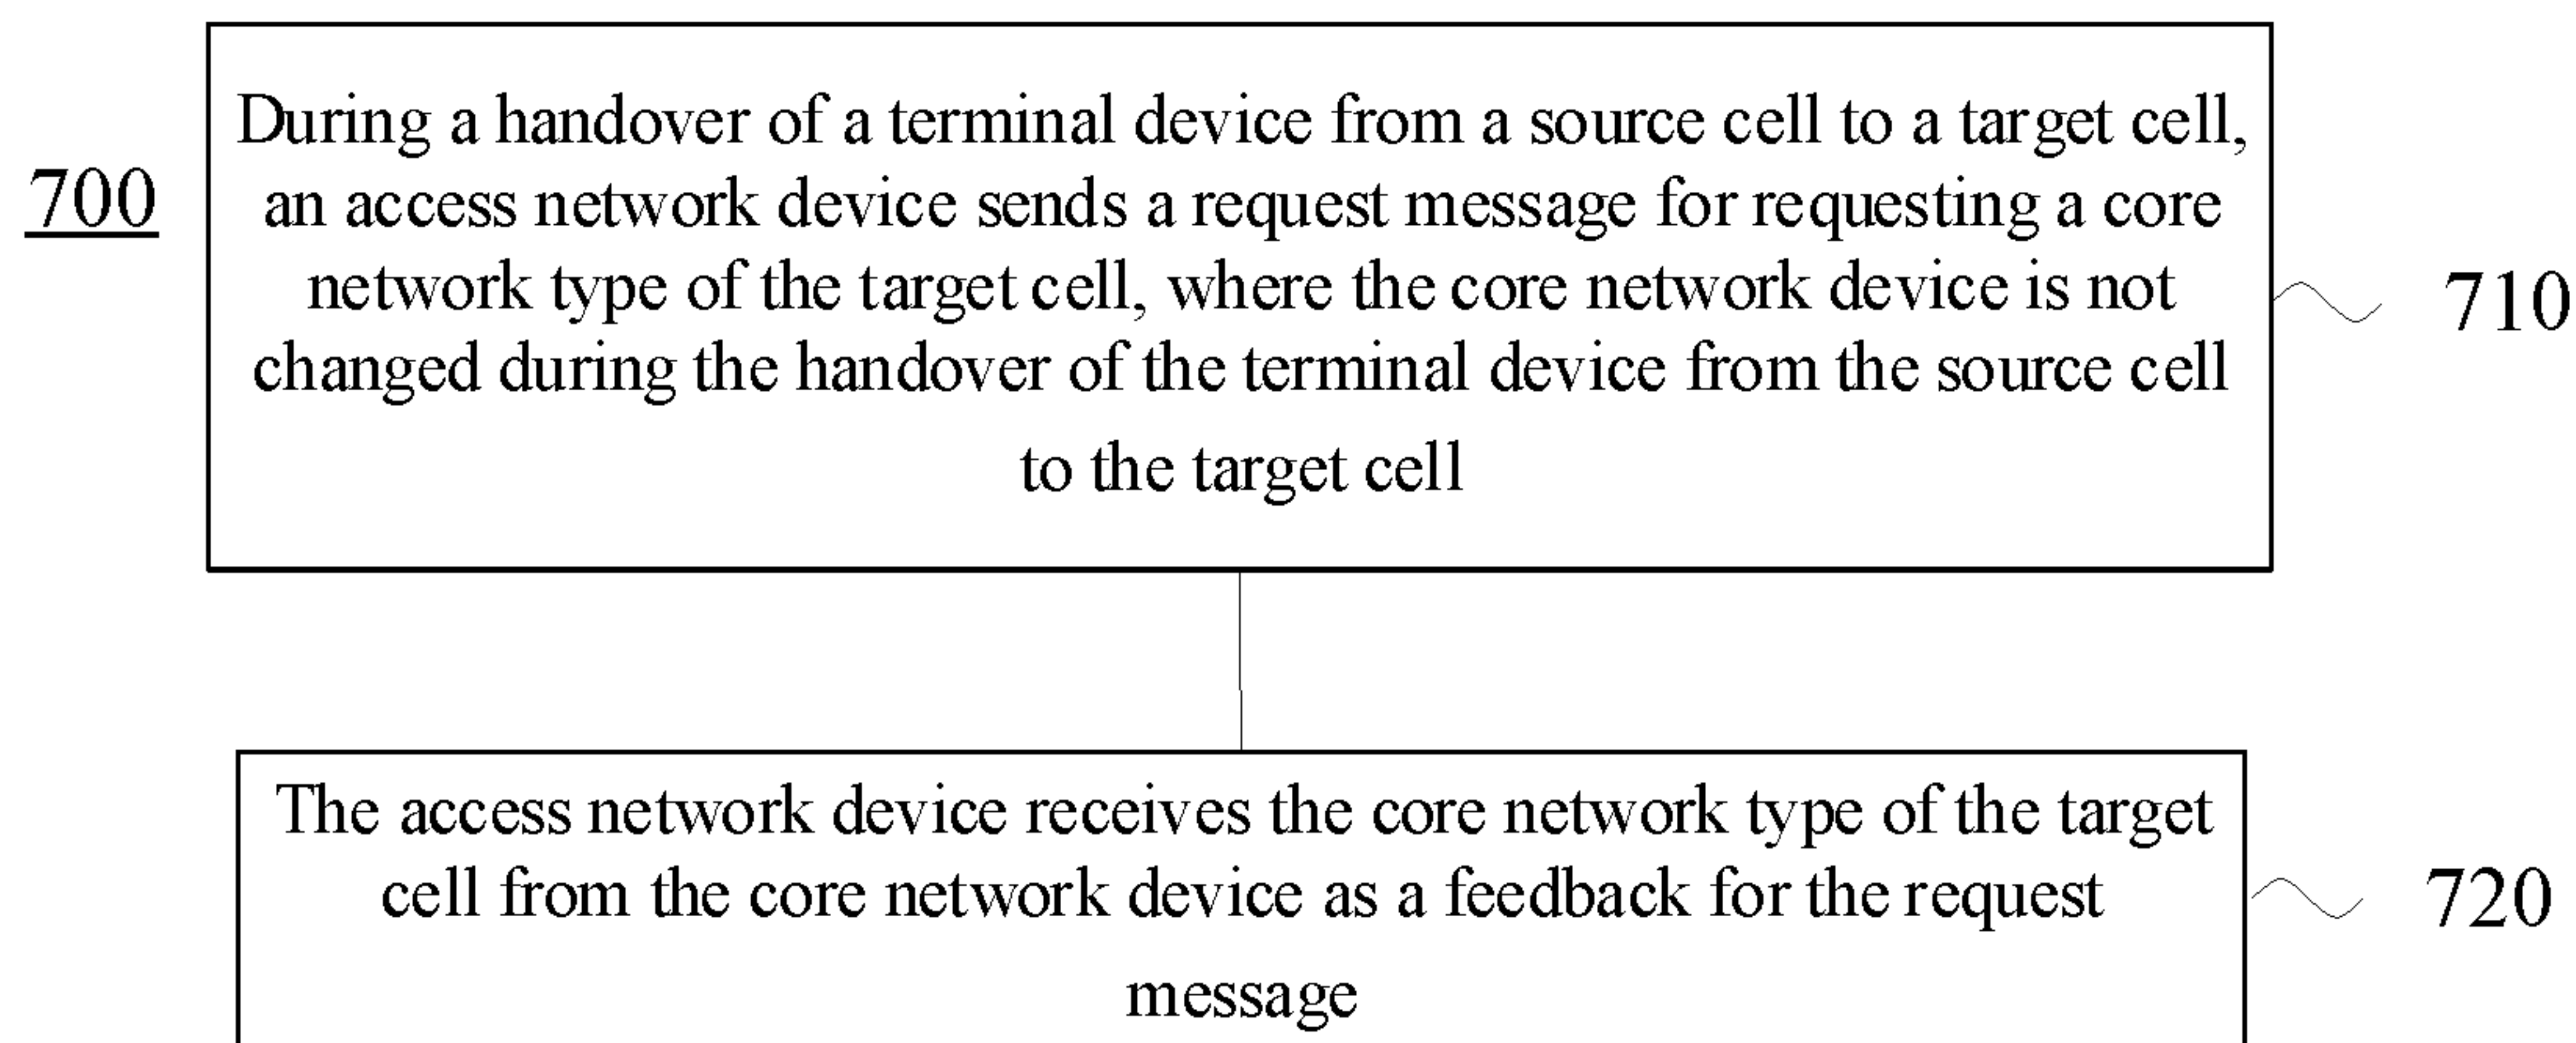 During a handover of a terminal device from a source cell to a target cell,
700
an access network device sends a request message for requesting a core
network type of the target cell, where the core network device is not
710
changed during the handover of the terminal device from the source cell
to the target cell
The access network device receives the core network type of the target
cell from the core network device as a feedback for the request
720
message